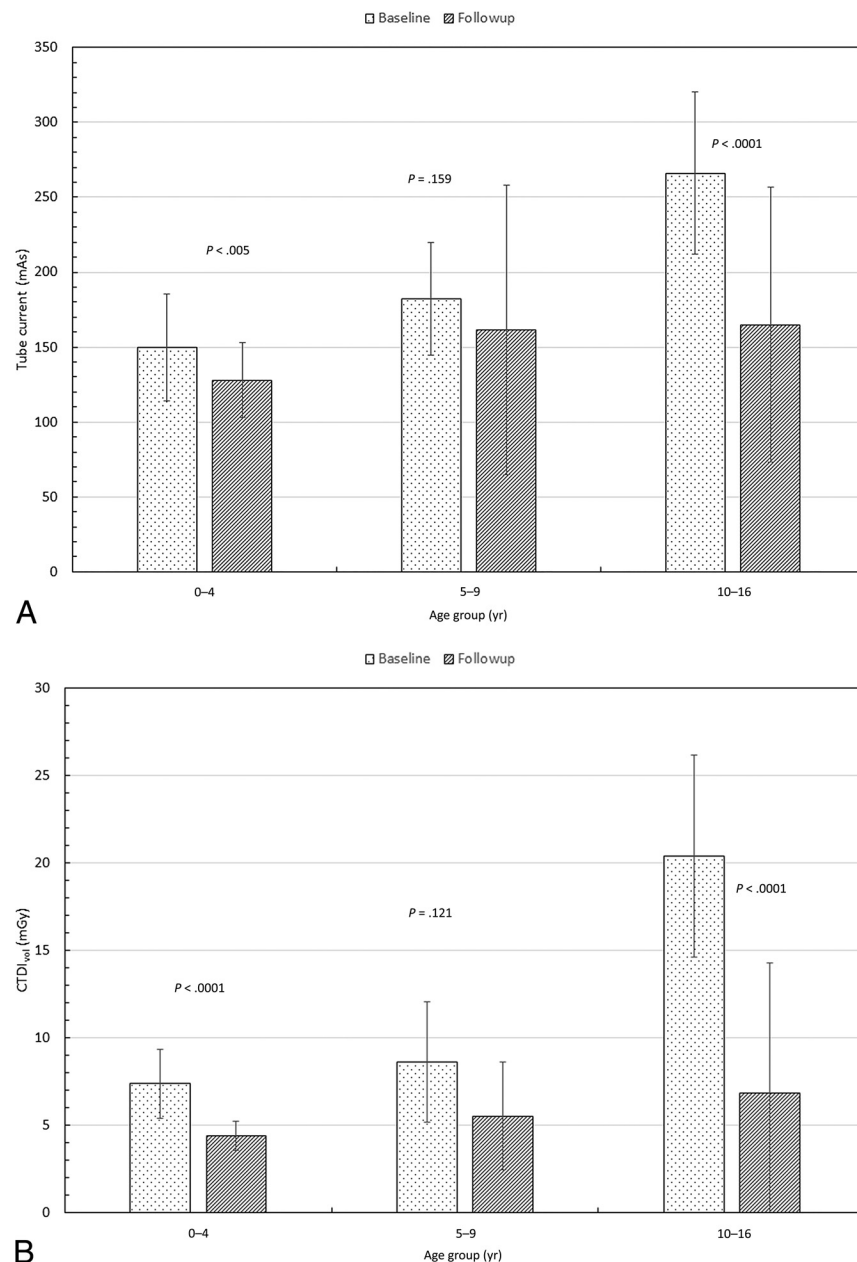 Baseline Followup
350
300
250
200
150
100
50
0
Tube current (mAs)
P < .005
P = .159
P < .0001
0–4 5–9 10–16
Age group (yr)
A
Baseline Followup
30
25
20
15
10
5
0
CTDIvol (mGy)
P < .0001
P = .121
P < .0001
0–4 5–9 10–16
Age group (yr)
B